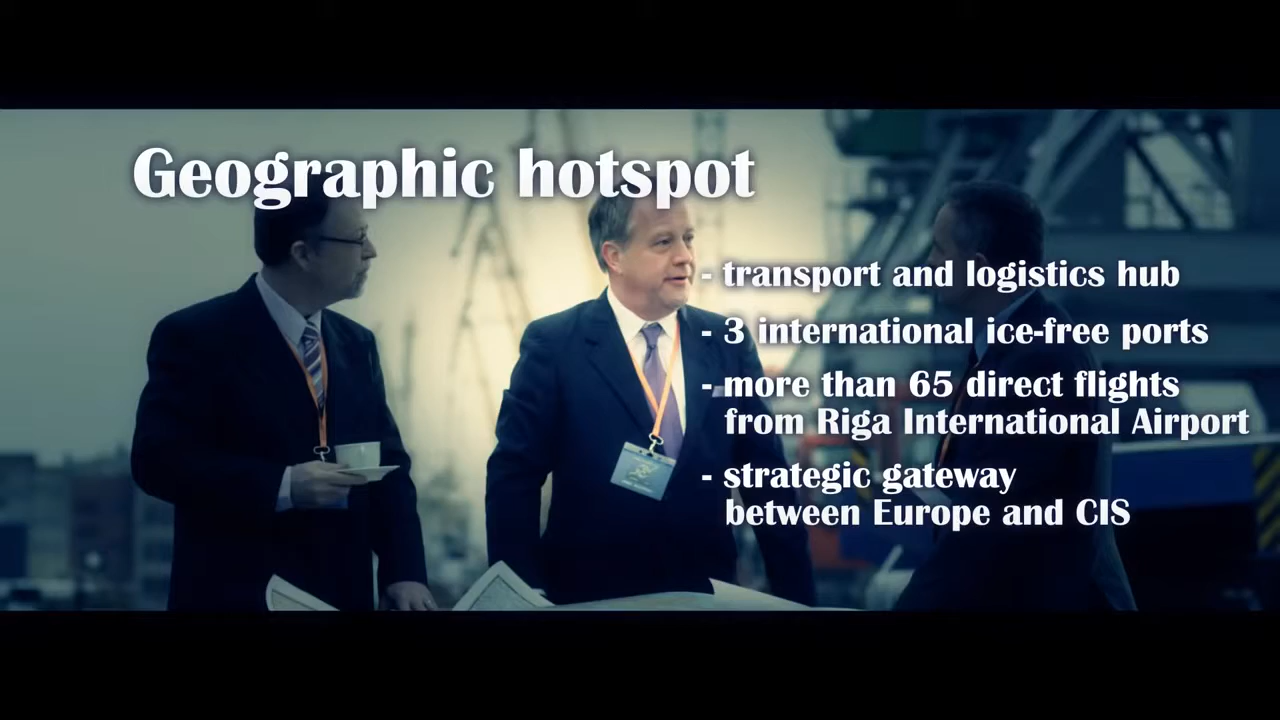 Geographic hotspot
- transport and logistics hub
- 3 international ice-free ports
- more than 65 direct flights
from Riga International Airport
- strategic gateway
between Europe and CIS